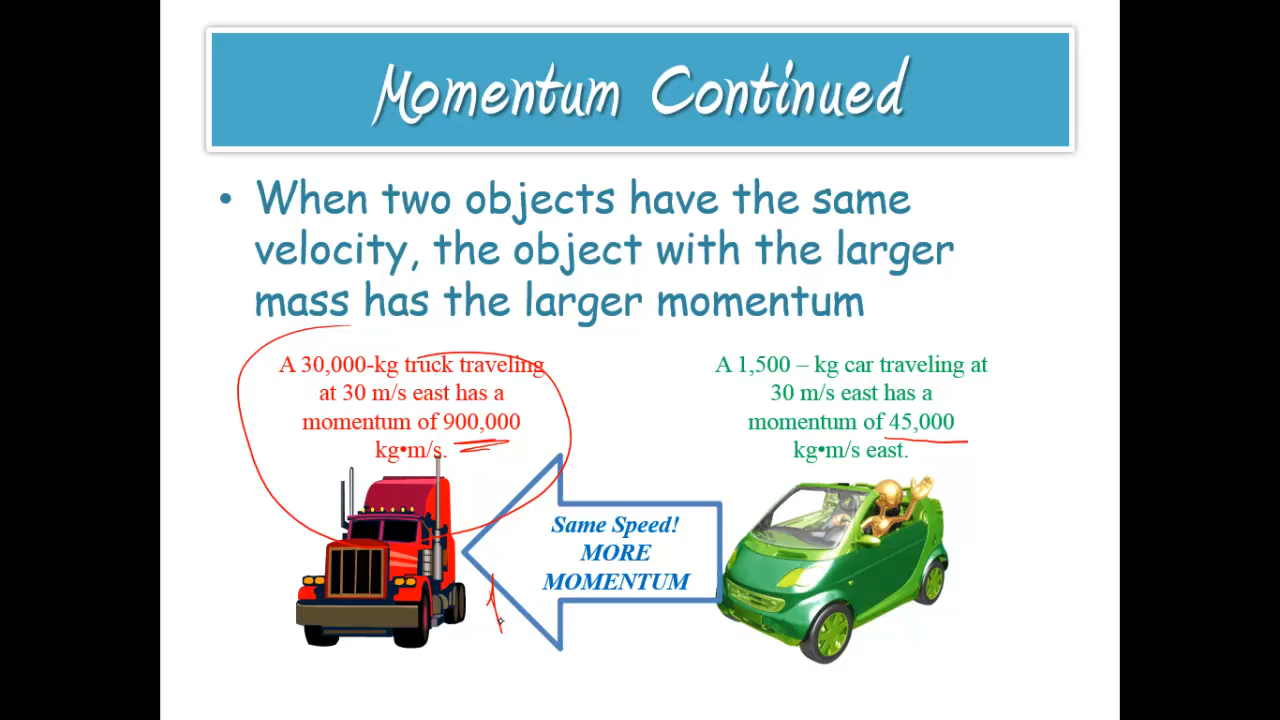 Momentum Continued
• When two objects have the same
velocity, the object with the larger
mass has the larger momentum
A 30,000-kg truck traveling
at 30 m/s east has a
momentum of 900,000
kg•m/s.
A 1,500 – kg car traveling at
30 m/s east has a
momentum of 45,000
kg•m/s east.
Same Speed!
MORE
MOMENTUM